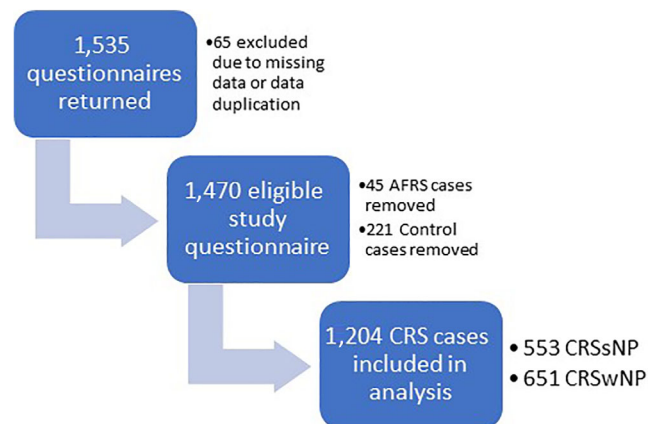 1,535
questionnaires
returned
•65 excluded
due to missing
data or data
duplication
1,470 eligible
study
questionnaire
•45 AFRS cases
removed
•221 Control
cases removed
1,204 CRS cases
included in
analysis
• 553 CRSsNP
• 651 CRSwNP